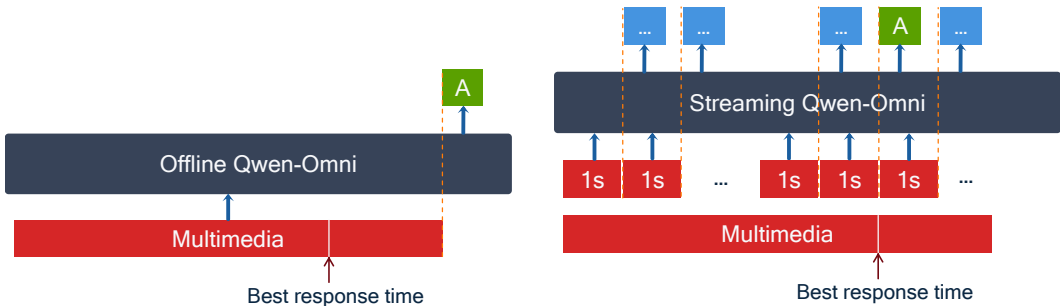 A
Offline Qwen-Omni
Multimedia
Best response time
... ... ... A ...
Streaming Qwen-Omni
1s 1s ... 1s 1s 1s ...
Multimedia
Best response time